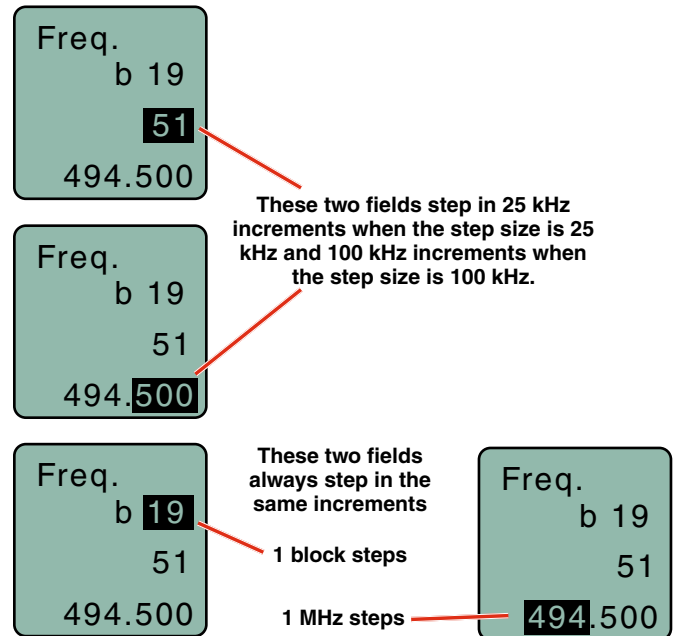 Freq.
b 19
51
494.500
These two fields step in 25 kHz
increments when the step size is 25
kHz and 100 kHz increments when
the step size is 100 kHz.
Freq.
b 19
51
494.500
Freq.
b 19
51
494.500
These two fields
always step in the
same increments
1 block steps
1 MHz steps
Freq.
b 19
51
494.500